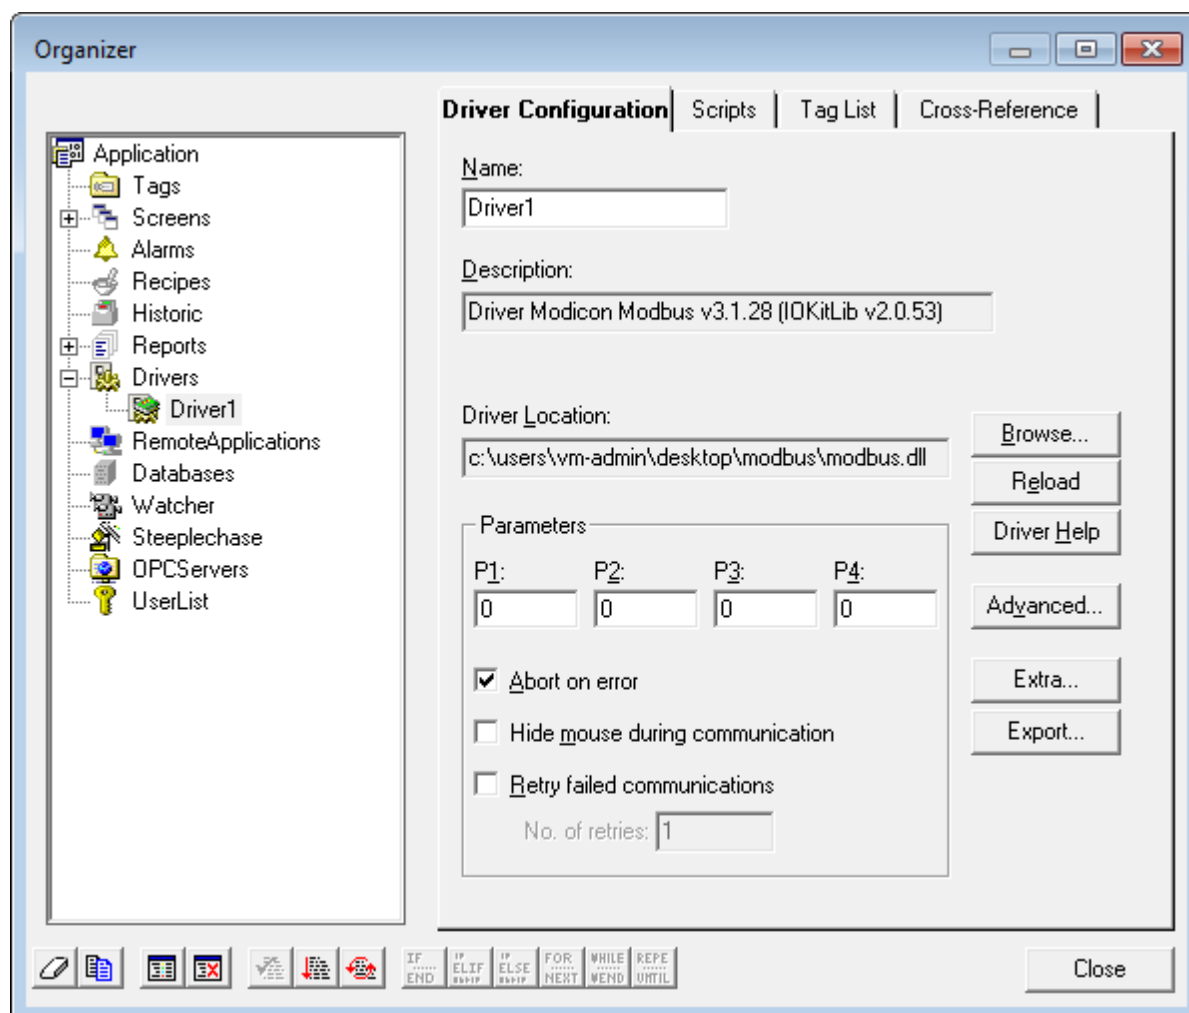 Organizer
Driver Configuration Scripts Tag List Cross-Reference
Application
Tags
Screens
Alarms
Recipes
Historic
Reports
Drivers
Driver1
RemoteApplications
Databases
Watcher
Steeplechase
OPCServers
UserList
Name:
Driver1
Description:
Driver Modicon Modbus v3.1.28 (IOKitLib v2.0.53)
Driver Location:
c:\users\vm-admin\desktop\modbus\modbus.dll
Browse...
Reload
Driver Help
Advanced...
Extra...
Export...
Parameters
P1: P2: P3: P4:
0 0 0 0
Abort on error
Hide mouse during communication
Retry failed communications
No. of retries: 1
IF ELIF ELSE FOR WHILE REPE
END NEXT WEND UNTIL
Close